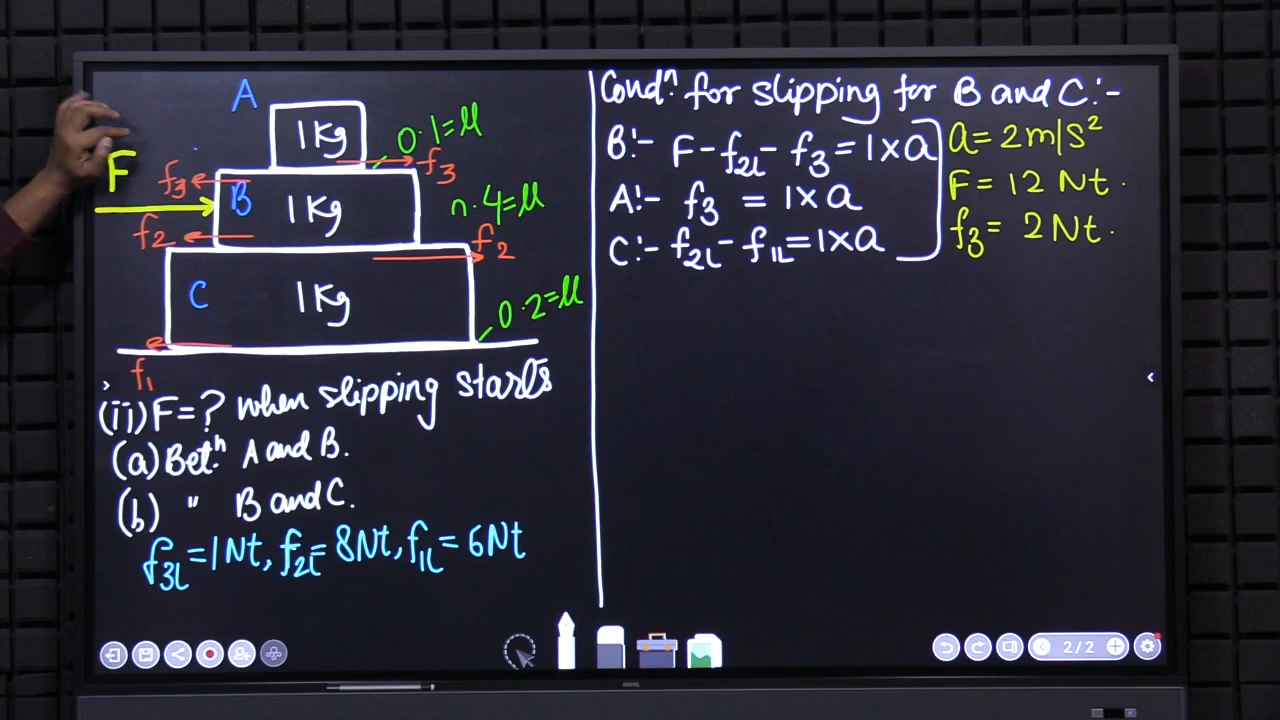 A
1Kg
0.1=μ
F
f3
f3
B
1Kg
0.4=μ
f2
f2
C
1Kg
0.2=μ
f1
(ii) F=? when slipping starts
(a) Betn. A and B.
(b) " B and C.
f3L=1Nt, f2L=8Nt, f1L=6Nt
Condn. for slipping for B and C:-
B:- F-f2L-f3=1×a
A:- f3=1×a
C:- f2L-f1L=1×a
a=2m/s²
F=12 Nt.
f3=2Nt.
2/2